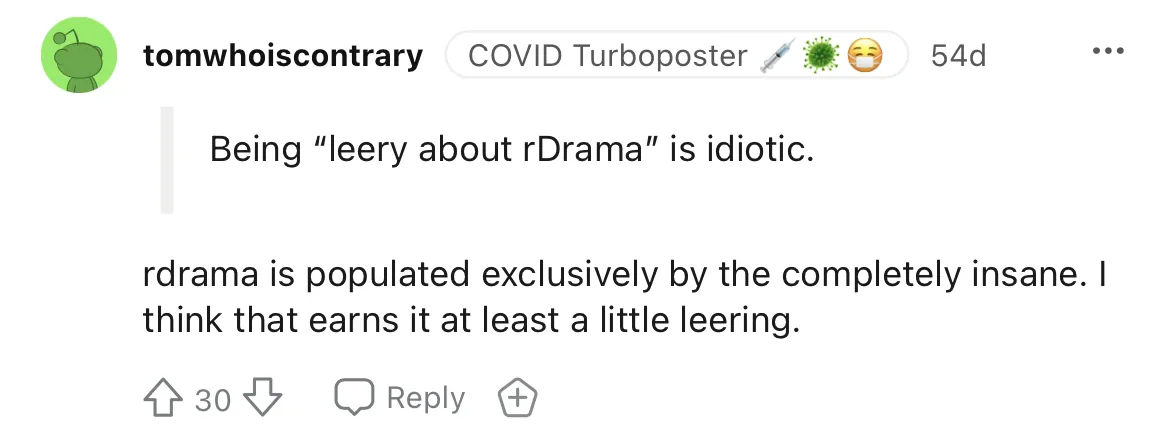 tomwhoiscontrary COVID Turboposter 💉🦠😷 54d ...
Being “leery about rDrama” is idiotic.
rdrama is populated exclusively by the completely insane. I
think that earns it at least a little leering.
30 Reply